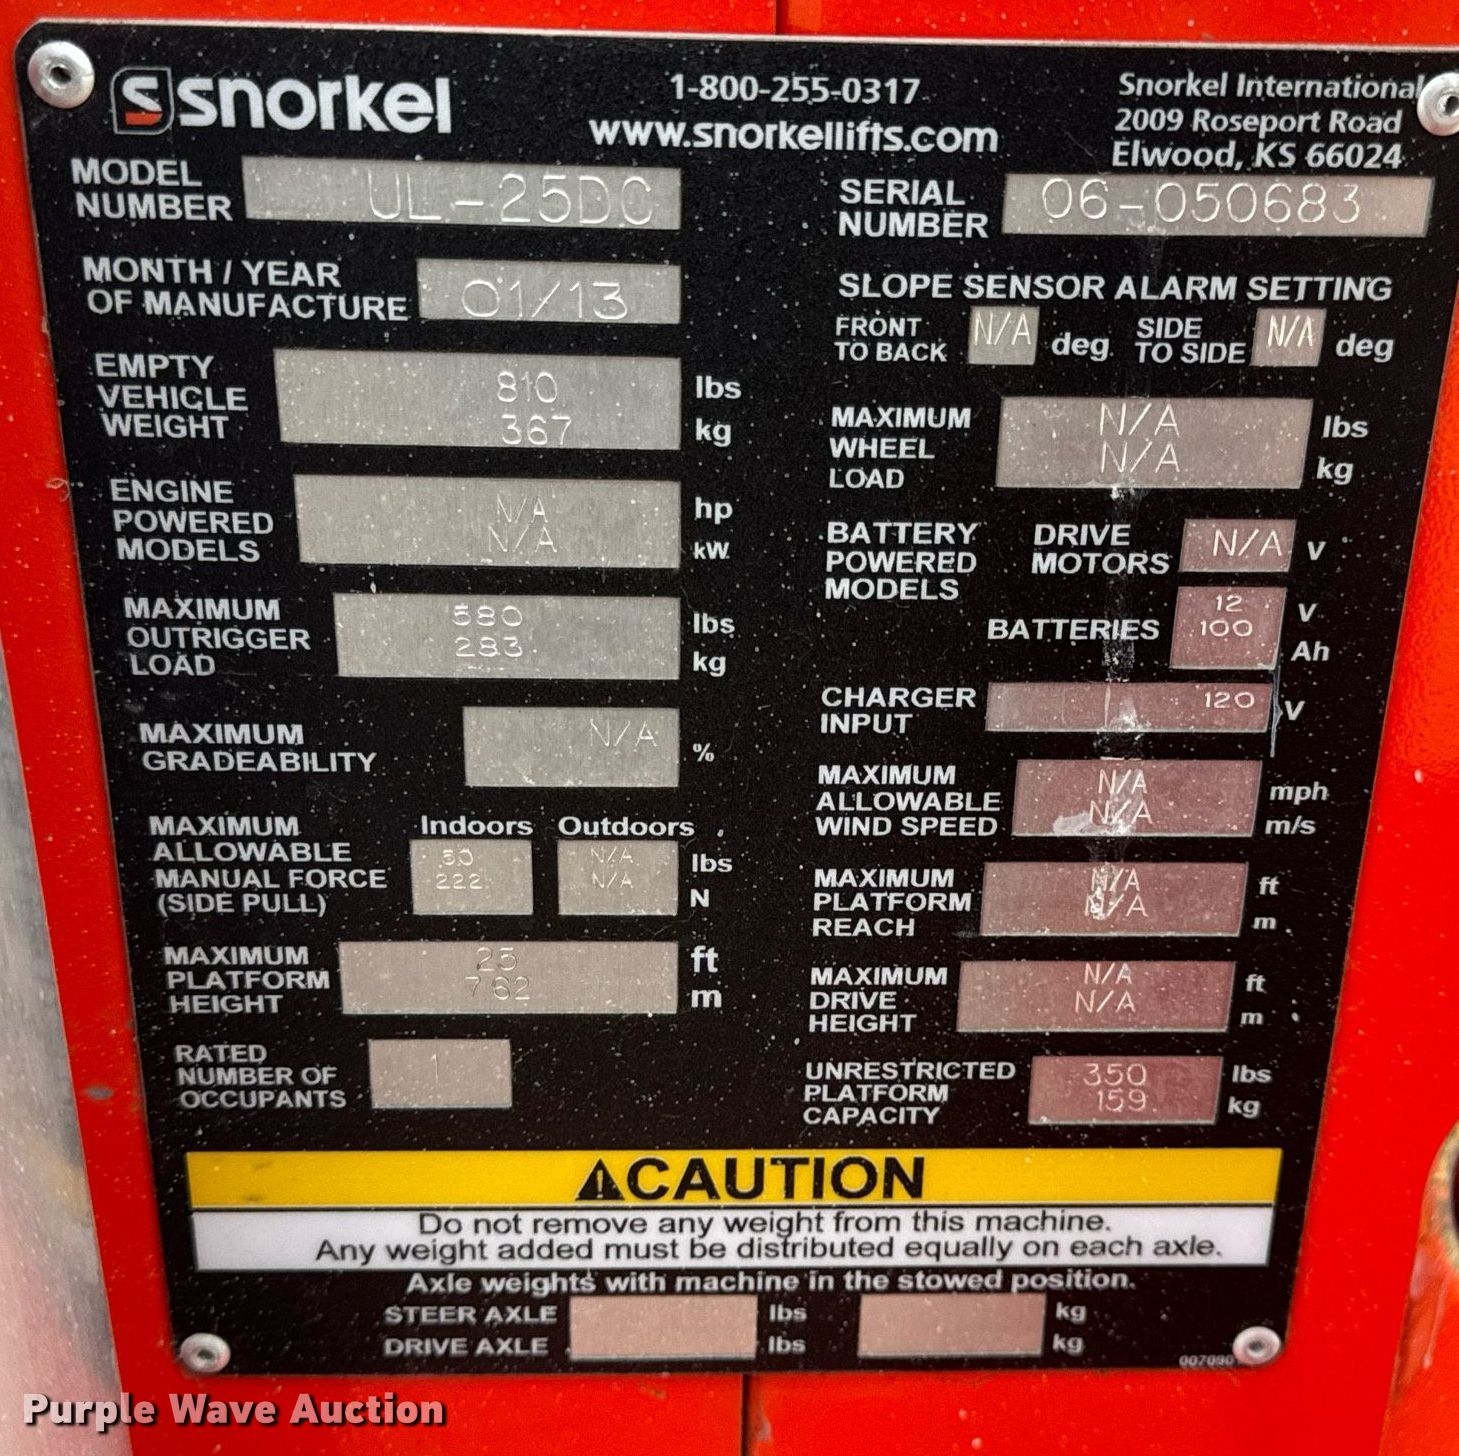 snorkel
1-800-255-0317
www.snorkellifts.com
Snorkel International
2009 Roseport Road
Elwood, KS 66024
MODEL
NUMBER UL-25DC
MONTH / YEAR
OF MANUFACTURE 01/13
EMPTY
VEHICLE
WEIGHT
810 lbs
367 kg
ENGINE
POWERED
MODELS
N/A hp
N/A kW
MAXIMUM
OUTRIGGER
LOAD
580 lbs
283 kg
MAXIMUM
GRADEABILITY
N/A %
MAXIMUM
ALLOWABLE
MANUAL FORCE
(SIDE PULL)
Indoors Outdoors
50 N/A lbs
222 N/A N
MAXIMUM
PLATFORM
HEIGHT
25 ft
762 m
RATED
NUMBER OF
OCCUPANTS
1
SERIAL
NUMBER 06-050683
SLOPE SENSOR ALARM SETTING
FRONT
TO BACK N/A deg
SIDE
TO SIDE N/A deg
MAXIMUM
WHEEL
LOAD
N/A lbs
N/A kg
BATTERY
POWERED
MODELS
DRIVE
MOTORS N/A V
BATTERIES
12 V
100 Ah
CHARGER
INPUT
120 V
MAXIMUM
ALLOWABLE
WIND SPEED
N/A mph
N/A m/s
MAXIMUM
PLATFORM
REACH
N/A ft
N/A m
MAXIMUM
DRIVE
HEIGHT
N/A ft
N/A m
UNRESTRICTED
PLATFORM
CAPACITY
350 lbs
159 kg
CAUTION
Do not remove any weight from this machine.
Any weight added must be distributed equally on each axle.
Axle weights with machine in the stowed position.
STEER AXLE lbs kg
DRIVE AXLE lbs kg
Purple Wave Auction